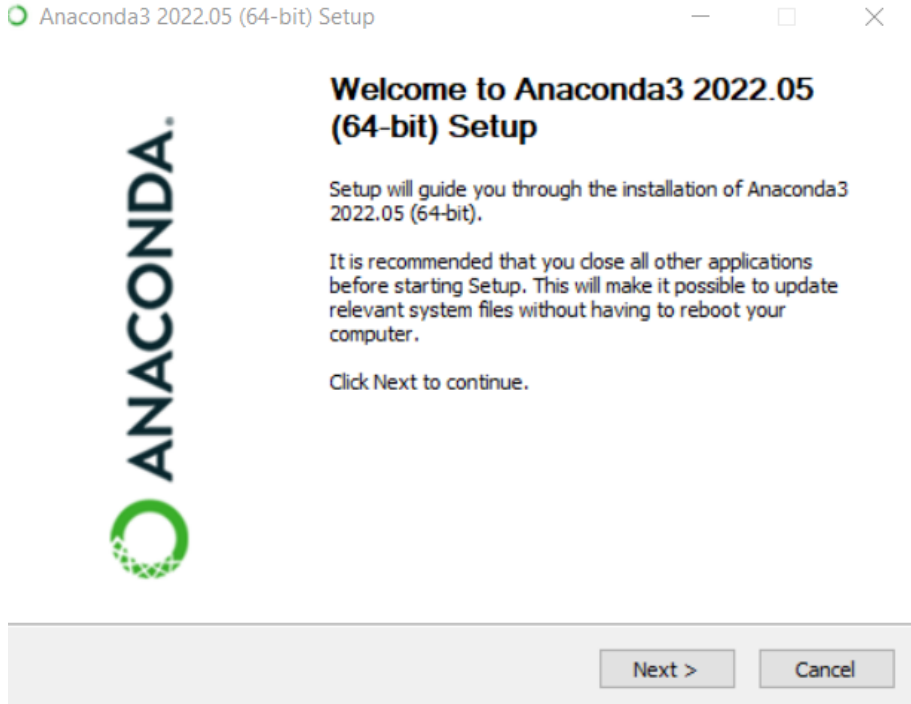 Anaconda3 2022.05 (64-bit) Setup
Welcome to Anaconda3 2022.05
(64-bit) Setup
ANACONDA.
Setup will guide you through the installation of Anaconda3
2022.05 (64-bit).
It is recommended that you close all other applications
before starting Setup. This will make it possible to update
relevant system files without having to reboot your
computer.
Click Next to continue.
Next >
Cancel